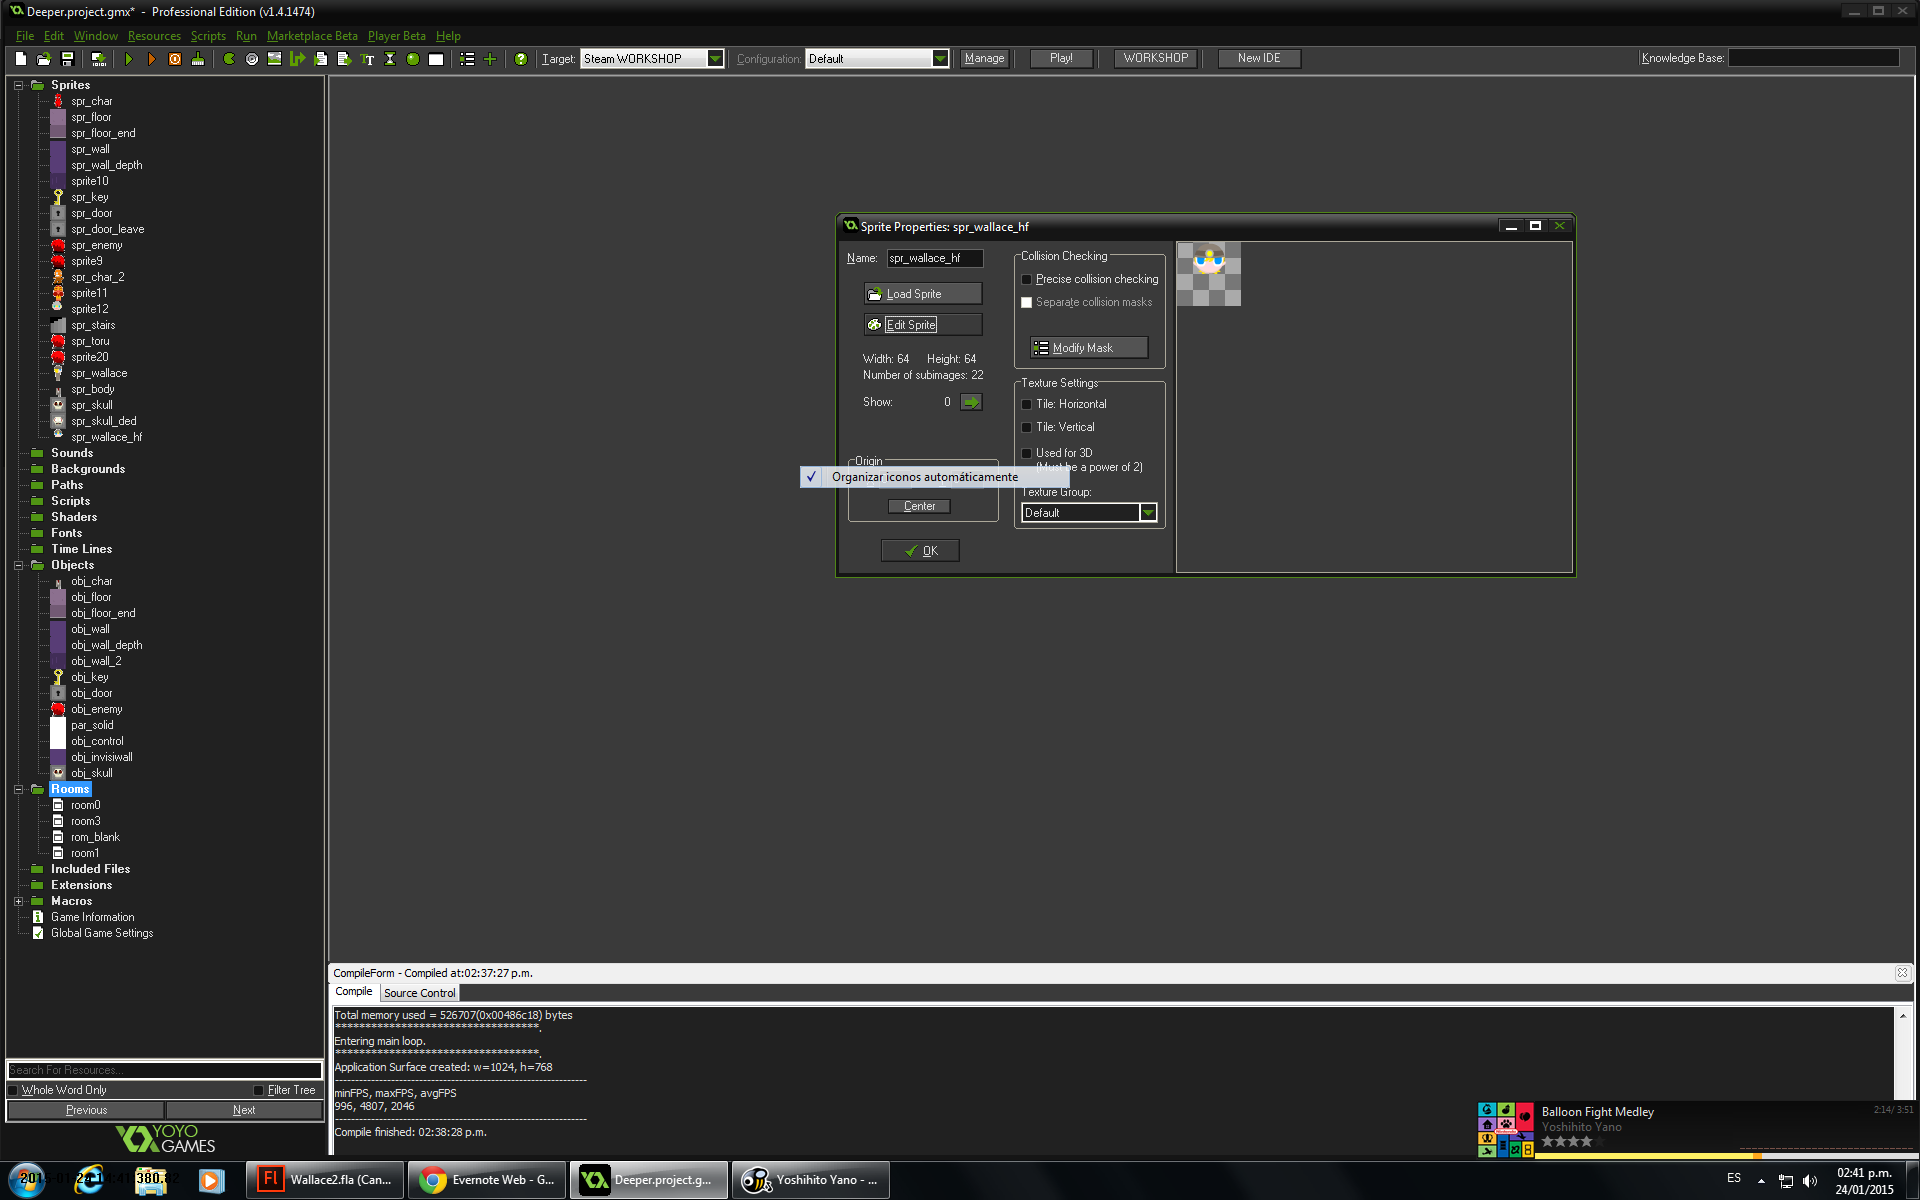 Deeper.project.gmx* - Professional Edition (v1.4.1474)
File Edit Window Resources Scripts Run Marketplace Beta Player Beta Help
Target: Steam WORKSHOP Configuration: Default Manage Play! WORKSHOP New IDE Knowledge Base:
Sprites
spr_char
spr_floor
spr_floor_end
spr_wall
spr_wall_depth
sprite10
spr_key
spr_door
spr_door_leave
spr_enemy
sprite9
spr_char_2
sprite11
sprite12
spr_stairs
spr_toru
sprite20
spr_wallace
spr_body
spr_skull
spr_skull_ded
spr_wallace_hf
Sounds
Backgrounds
Paths
Scripts
Shaders
Fonts
Time Lines
Objects
obj_char
obj_floor
obj_floor_end
obj_wall
obj_wall_depth
obj_wall_2
obj_key
obj_door
obj_enemy
par_solid
obj_control
obj_invisiwall
obj_skull
Rooms
room0
room3
rom_blank
room1
Included Files
Extensions
Macros
Game Information
Global Game Settings
Search For Resources...
Whole Word Only Filter Tree
Previous Next
YOYO
GAMES
Sprite Properties: spr_wallace_hf
Name: spr_wallace_hf
Load Sprite
Edit Sprite
Width: 64 Height: 64
Number of subimages: 22
Show: 0
Origin
Organizar iconos automáticamente
Center
OK
Collision Checking
Precise collision checking
Separate collision masks
Modify Mask
Texture Settings
Tile: Horizontal
Tile: Vertical
Used for 3D
(Must be a power of 2)
Texture Group:
Default
CompileForm - Compiled at:02:37:27 p.m.
Compile Source Control
Total memory used = 526707(0x00486c18) bytes
Entering main loop.
Application Surface created: w=1024, h=768
minFPS, maxFPS, avgFPS
996, 4807, 2046
Compile finished: 02:38:28 p.m.
Balloon Fight Medley 2:14/ 3:51
Yoshihito Yano
Wallace2.fla (Can...
Evernote Web - G...
Deeper.project.g...
Yoshihito Yano - ...
ES
02:41 p.m.
24/01/2015